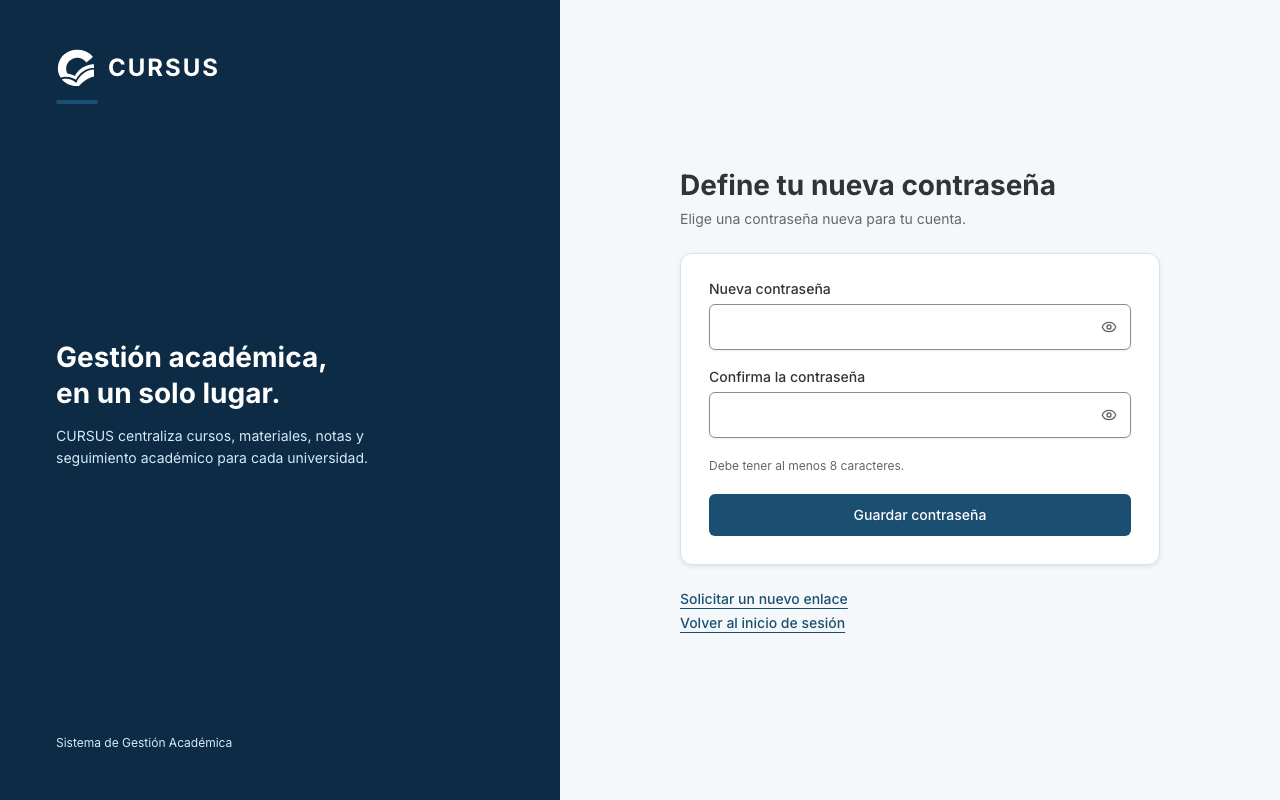 CURSUS
Gestión académica,
en un solo lugar.
CURSUS centraliza cursos, materiales, notas y
seguimiento académico para cada universidad.
Sistema de Gestión Académica
Define tu nueva contraseña
Elige una contraseña nueva para tu cuenta.
Nueva contraseña
Confirma la contraseña
Debe tener al menos 8 caracteres.
Guardar contraseña
Solicitar un nuevo enlace
Volver al inicio de sesión